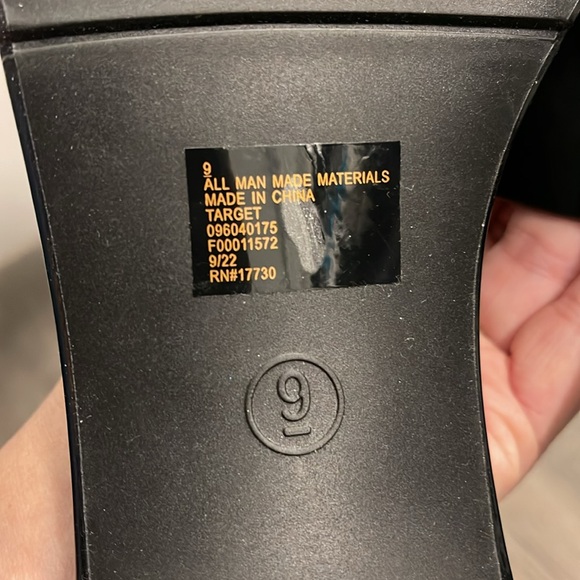 9
ALL MAN MADE MATERIALS
MADE IN CHINA
TARGET
096040175
F00011572
9/22
RN#17730
9